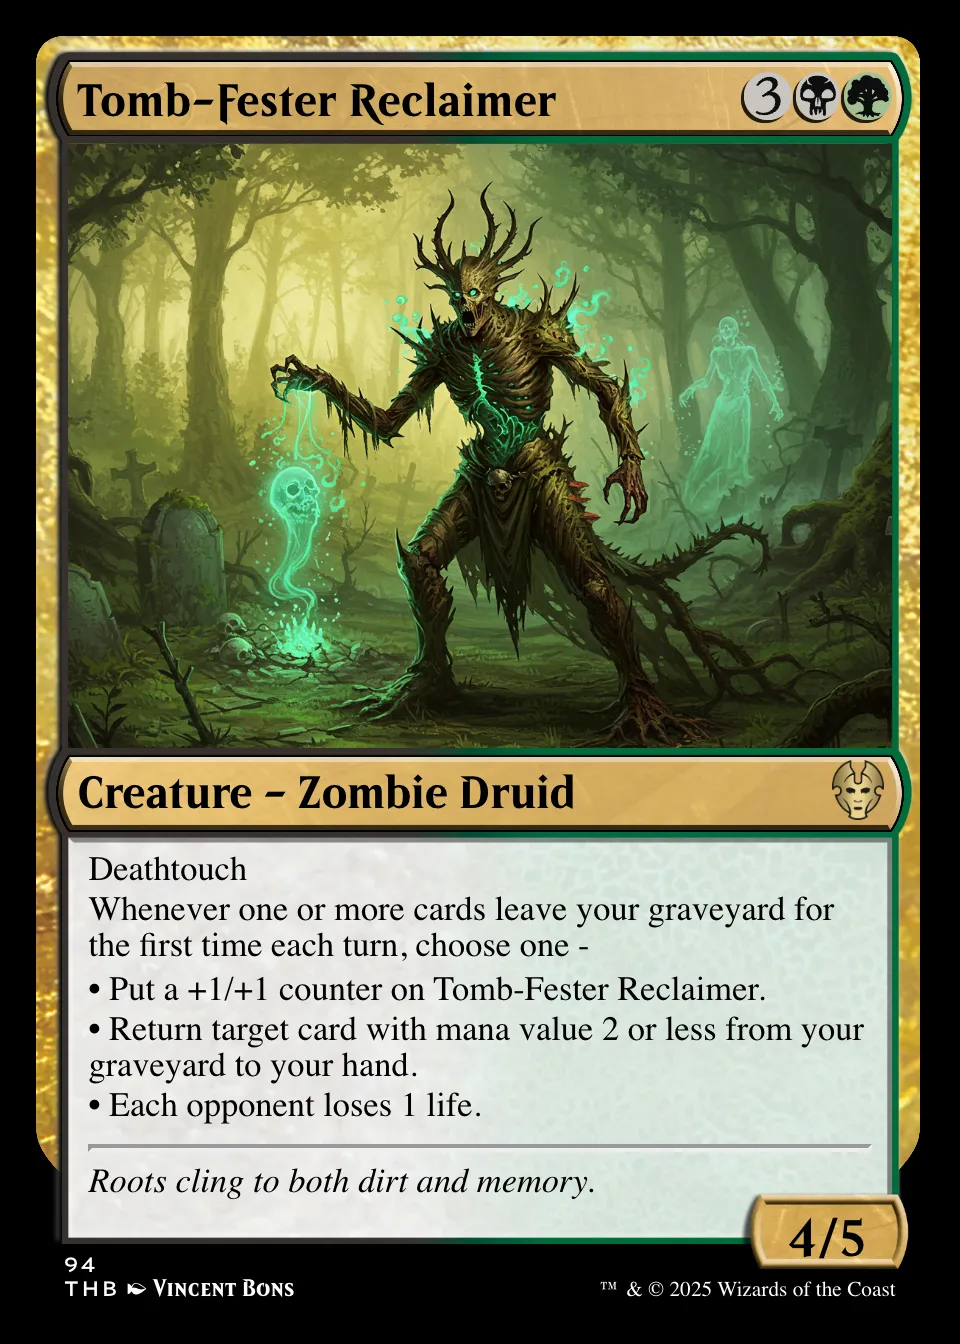 Tomb-Fester Reclaimer 3
Creature - Zombie Druid
Deathtouch
Whenever one or more cards leave your graveyard for
the first time each turn, choose one -
• Put a +1/+1 counter on Tomb-Fester Reclaimer.
• Return target card with mana value 2 or less from your
graveyard to your hand.
• Each opponent loses 1 life.
Roots cling to both dirt and memory.
4/5
94
THB Vincent Bons
™ & © 2025 Wizards of the Coast